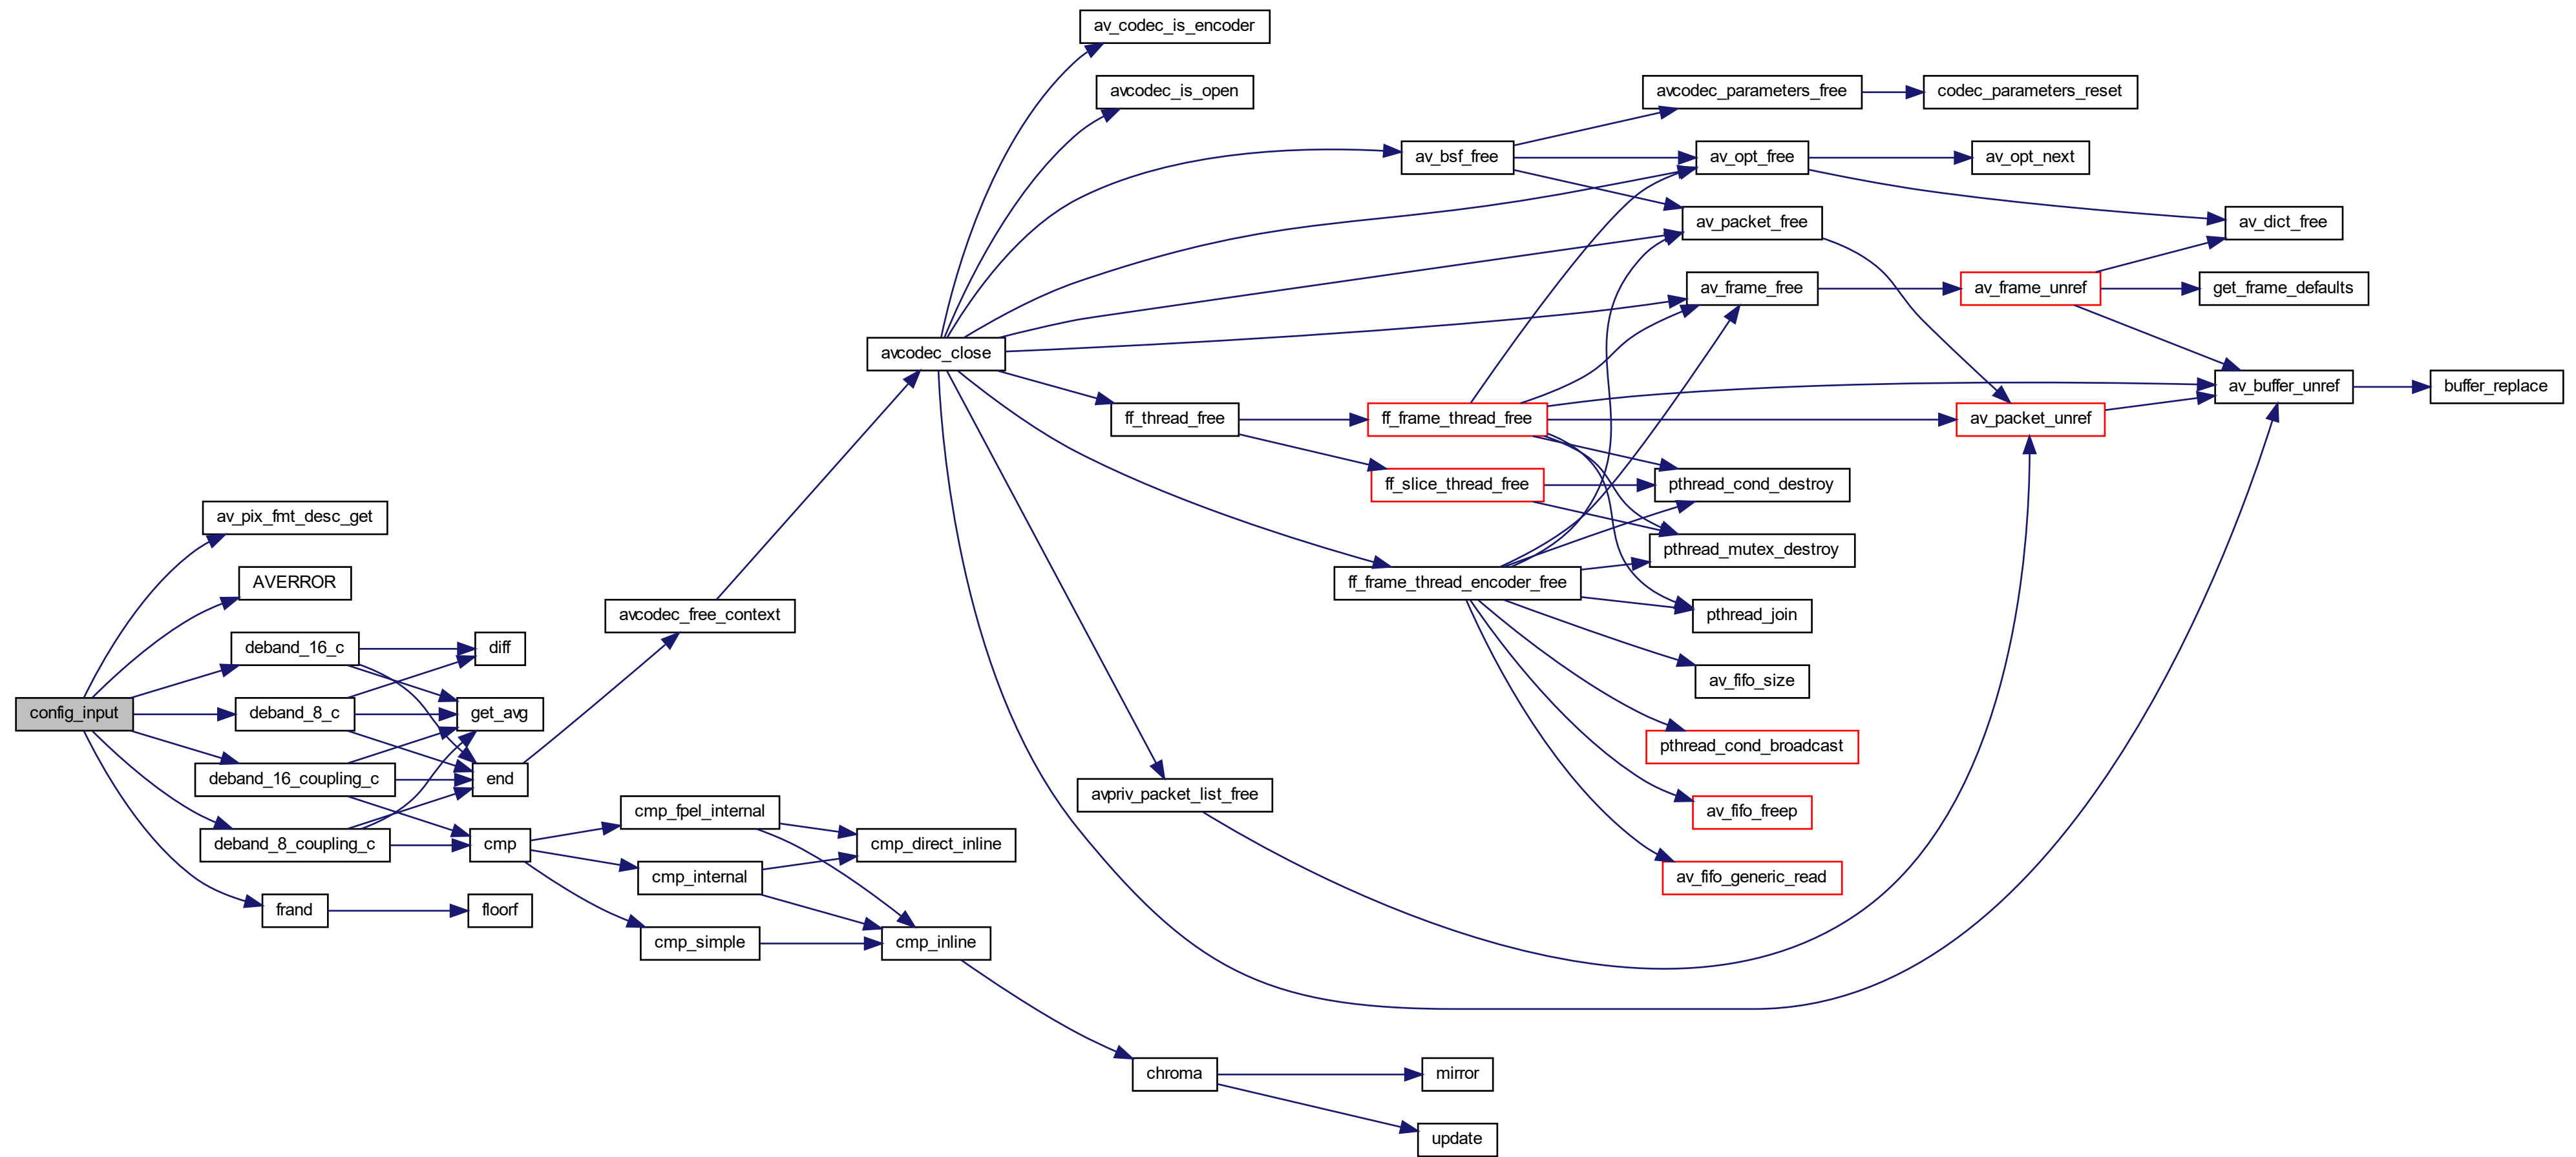 av_codec_is_encoder
avcodec_is_open
avcodec_parameters_free
codec_parameters_reset
av_bsf_free
av_opt_free
av_opt_next
av_packet_free
av_dict_free
av_frame_free
av_frame_unref
get_frame_defaults
avcodec_close
av_buffer_unref
buffer_replace
ff_thread_free
ff_frame_thread_free
av_packet_unref
ff_slice_thread_free
pthread_cond_destroy
av_pix_fmt_desc_get
pthread_mutex_destroy
AVERROR
ff_frame_thread_encoder_free
avcodec_free_context
pthread_join
deband_16_c
diff
av_fifo_size
config_input
deband_8_c
get_avg
pthread_cond_broadcast
deband_16_coupling_c
end
avpriv_packet_list_free
cmp_fpel_internal
av_fifo_freep
deband_8_coupling_c
cmp
cmp_direct_inline
cmp_internal
av_fifo_generic_read
frand
floorf
cmp_simple
cmp_inline
chroma
mirror
update